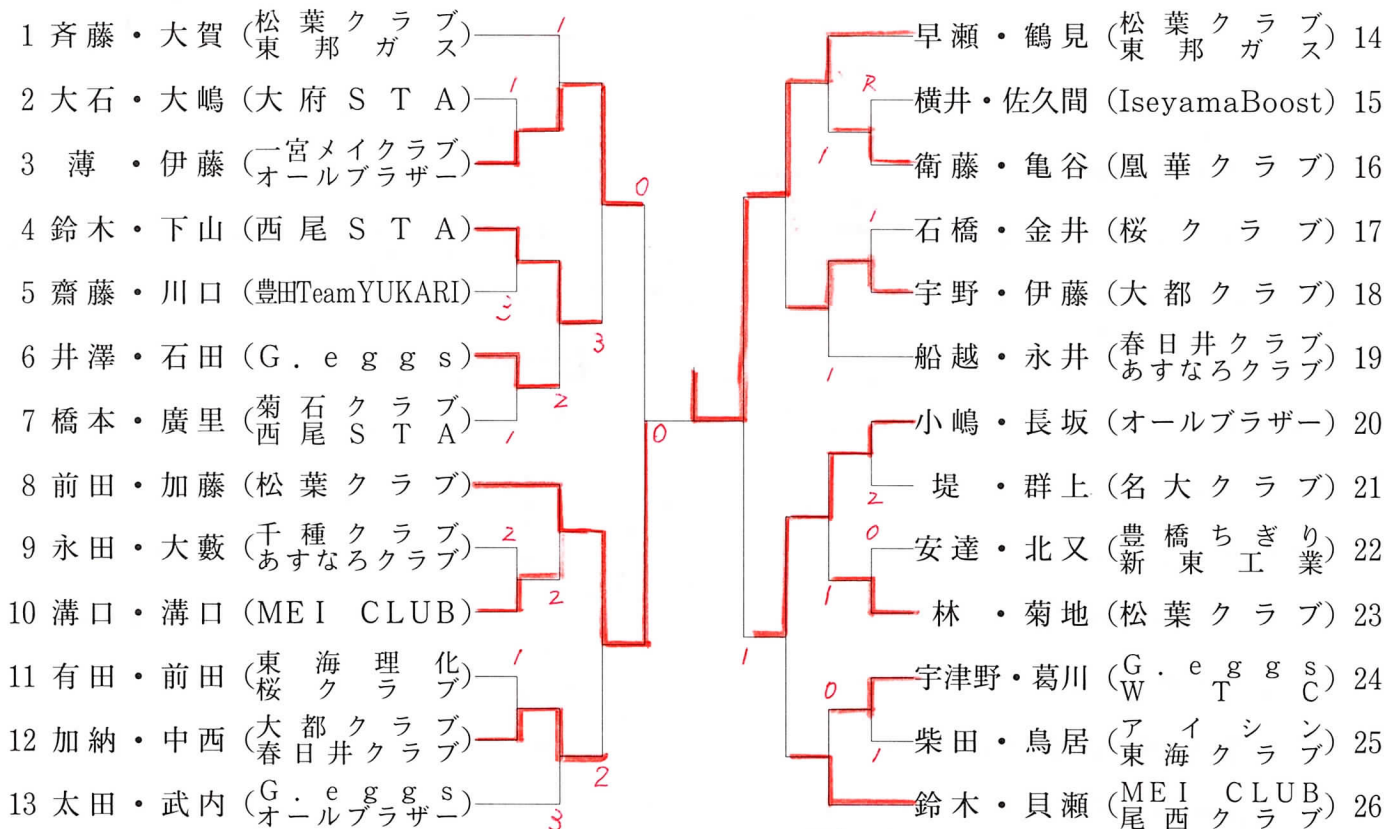 1 斉藤・大賀 (松葉クラブ 東邦ガス)
1
2 大石・大嶋 (大府STA)
1
3 薄・伊藤 (一宮メイクラブ オールブラザー)
0
4 鈴木・下山 (西尾STA)
5 齋藤・川口 (豊田TeamYUKARI)
3
3
6 井澤・石田 (G.eggs)
2
7 橋本・廣里 (菊石クラブ 西尾STA)
1
0
8 前田・加藤 (松葉クラブ)
9 永田・大藪 (千種クラブ あすなろクラブ)
2
10 溝口・溝口 (MEI CLUB)
2
11 有田・前田 (東海理化 桜クラブ)
1
12 加納・中西 (大都クラブ 春日井クラブ)
2
13 太田・武内 (G.eggs オールブラザー)
3
早瀬・鶴見 (松葉クラブ 東邦ガス) 14
R
横井・佐久間 (IseyamaBoost) 15
1
衛藤・亀谷 (凰華クラブ) 16
1
石橋・金井 (桜クラブ) 17
宇野・伊藤 (大都クラブ) 18
1
船越・永井 (春日井クラブ あすなろクラブ) 19
小嶋・長坂 (オールブラザー) 20
2
堤・群上 (名大クラブ) 21
0
安達・北又 (豊橋ちぎり 新東工業) 22
1
林・菊地 (松葉クラブ) 23
1
宇津野・葛川 (G.eggs WTC) 24
0
柴田・鳥居 (アイシン 東海クラブ) 25
1
鈴木・貝瀬 (MEI CLUB 尾西クラブ) 26